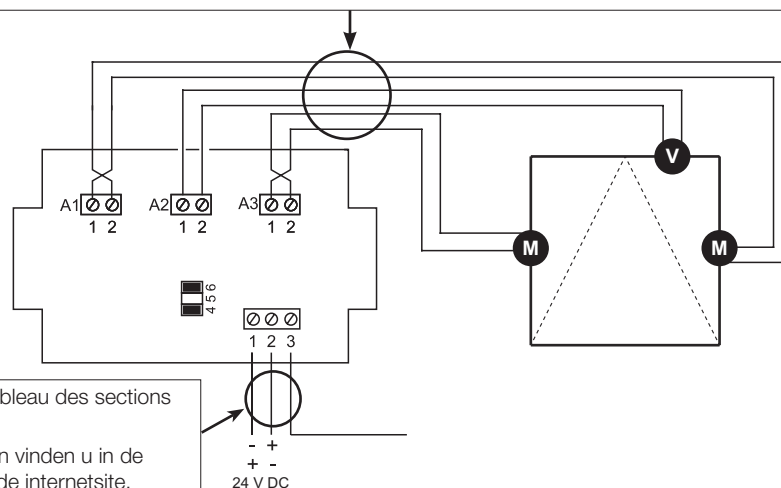 V
A1
A2
A3
1 2
1 2
1 2
M
M
4 5 6
1 2 3
bleau des sections
n vinden u in de
de internetsite.
- +
+ -
24 V DC